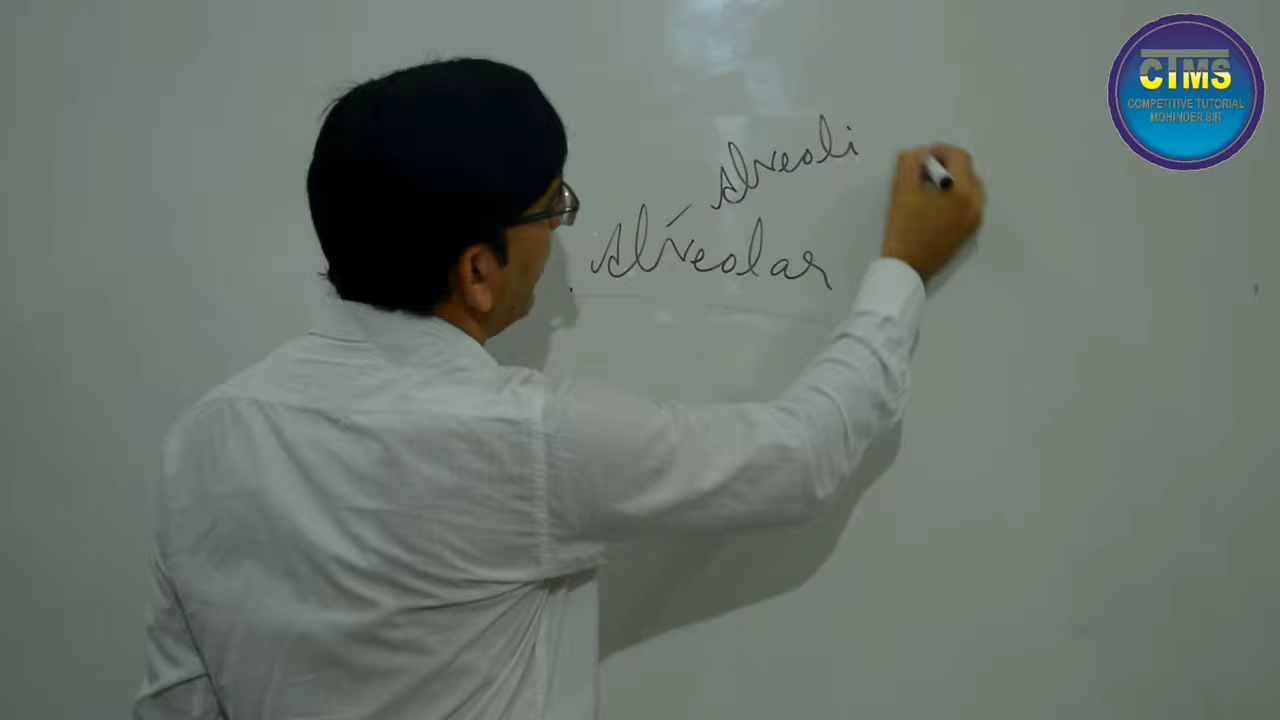 Alveoli
Alveolar
CTMS
COMPETITIVE TUTORIAL
MOHINDER SIR